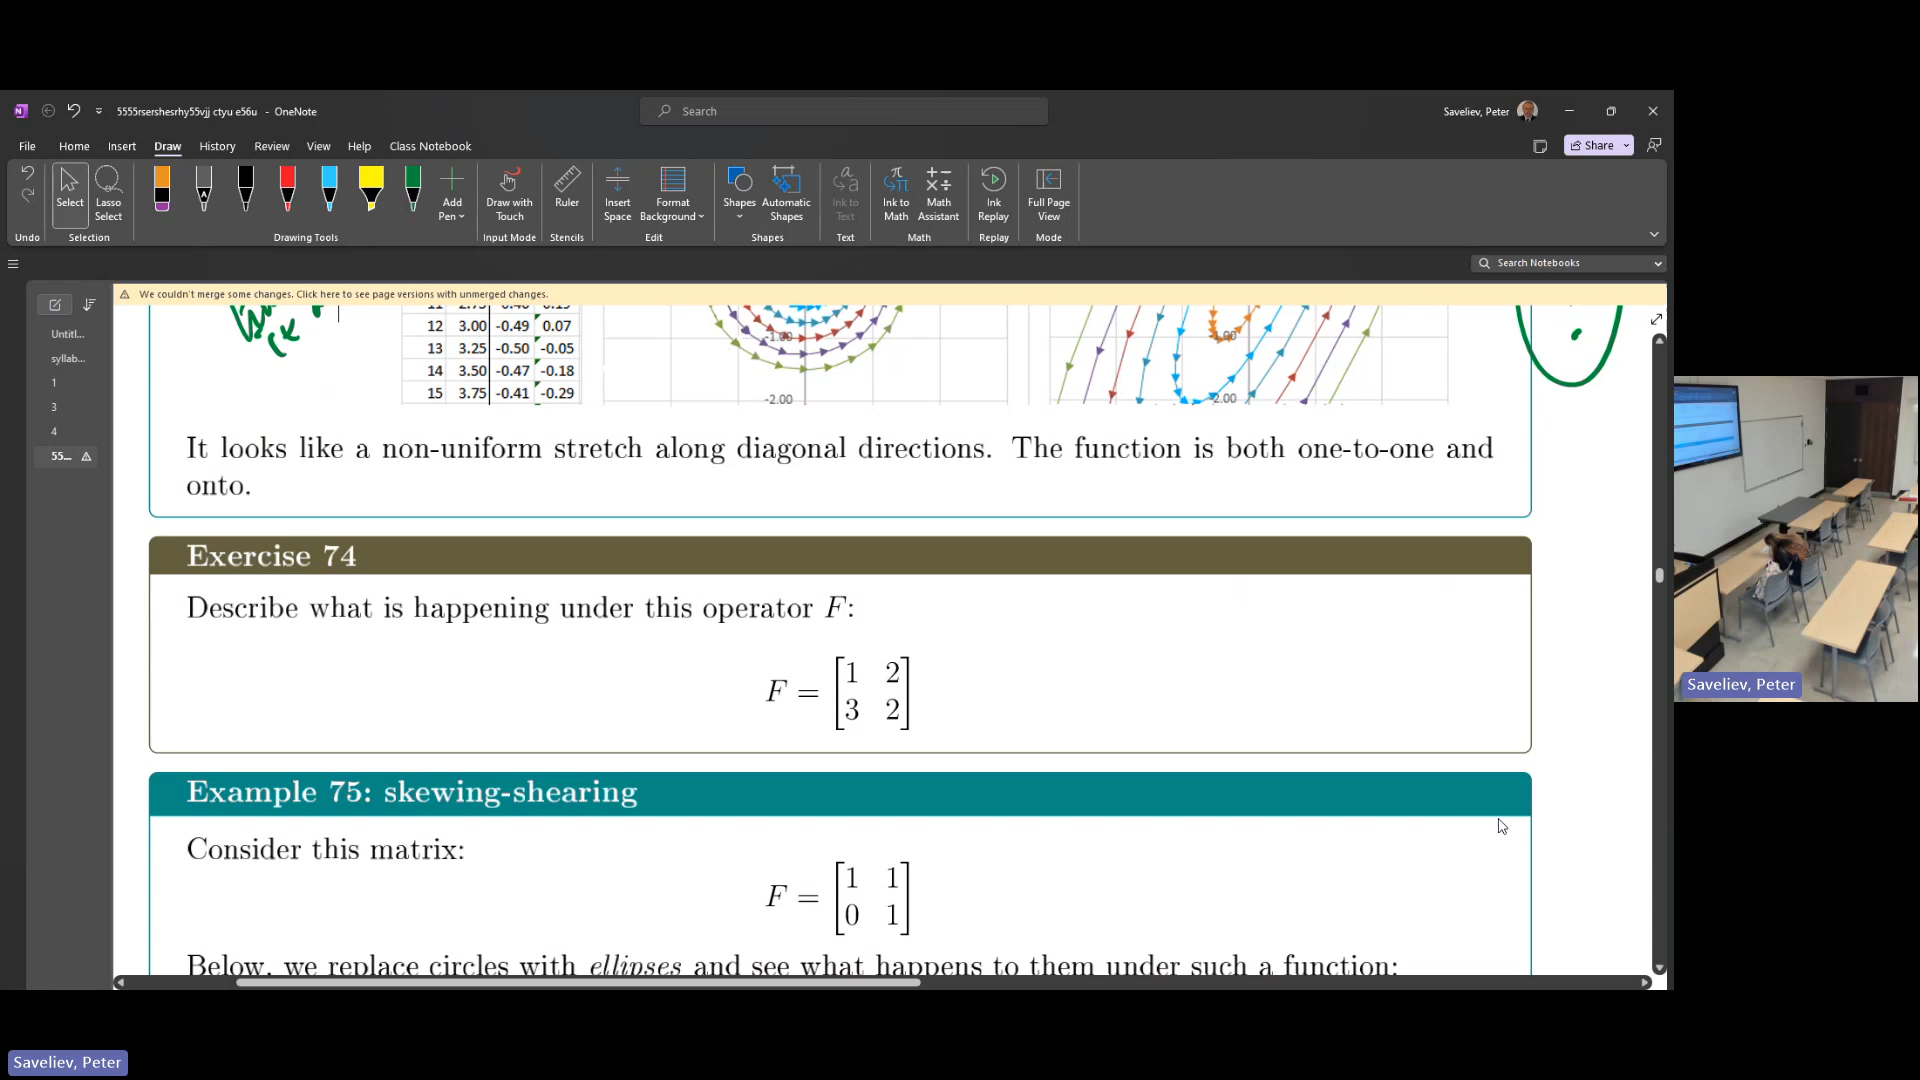 5555rsershesrhy55vjj ctyu e56u - OneNote
Search
Saveliev, Peter
File Home Insert Draw History Review View Help Class Notebook
Share
Undo
Select
Lasso Select
Selection
Drawing Tools
Add Pen
Draw with Touch
Input Mode
Ruler
Stencils
Insert Space
Format Background
Edit
Shapes
Automatic Shapes
Shapes
Ink to Text
Text
Ink to Math
Math Assistant
Math
Ink Replay
Replay
Full Page View
Mode
Search Notebooks
We couldn't merge some changes. Click here to see page versions with unmerged changes.
Untitl...
syllab...
1
3
4
55...
12 3.00 -0.49 0.07
13 3.25 -0.50 -0.05
14 3.50 -0.47 -0.18
15 3.75 -0.41 -0.29
-1.00
-2.00
-1.00
-2.00
It looks like a non-uniform stretch along diagonal directions. The function is both one-to-one and
onto.
Exercise 74
Describe what is happening under this operator F:
F = [1 2
3 2]
Example 75: skewing-shearing
Consider this matrix:
F = [1 1
0 1]
Below, we replace circles with ellipses and see what happens to them under such a function:
Saveliev, Peter
Saveliev, Peter